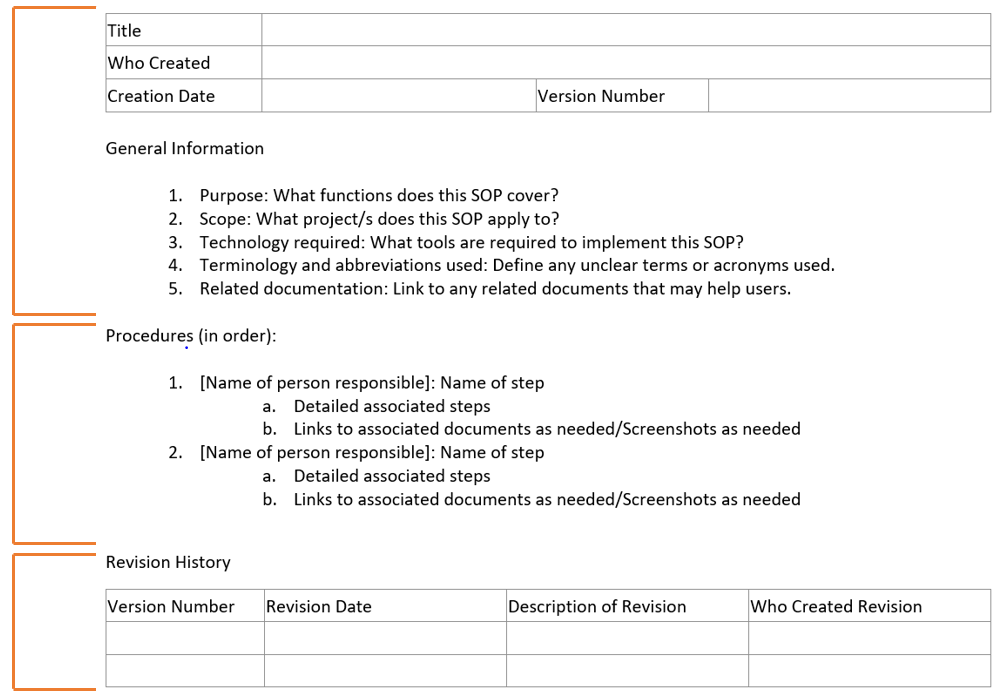 Title
Who Created
Creation Date Version Number
General Information
1. Purpose: What functions does this SOP cover?
2. Scope: What project/s does this SOP apply to?
3. Technology required: What tools are required to implement this SOP?
4. Terminology and abbreviations used: Define any unclear terms or acronyms used.
5. Related documentation: Link to any related documents that may help users.
Procedures (in order):
1. [Name of person responsible]: Name of step
a. Detailed associated steps
b. Links to associated documents as needed/Screenshots as needed
2. [Name of person responsible]: Name of step
a. Detailed associated steps
b. Links to associated documents as needed/Screenshots as needed
Revision History
Version Number Revision Date Description of Revision Who Created Revision